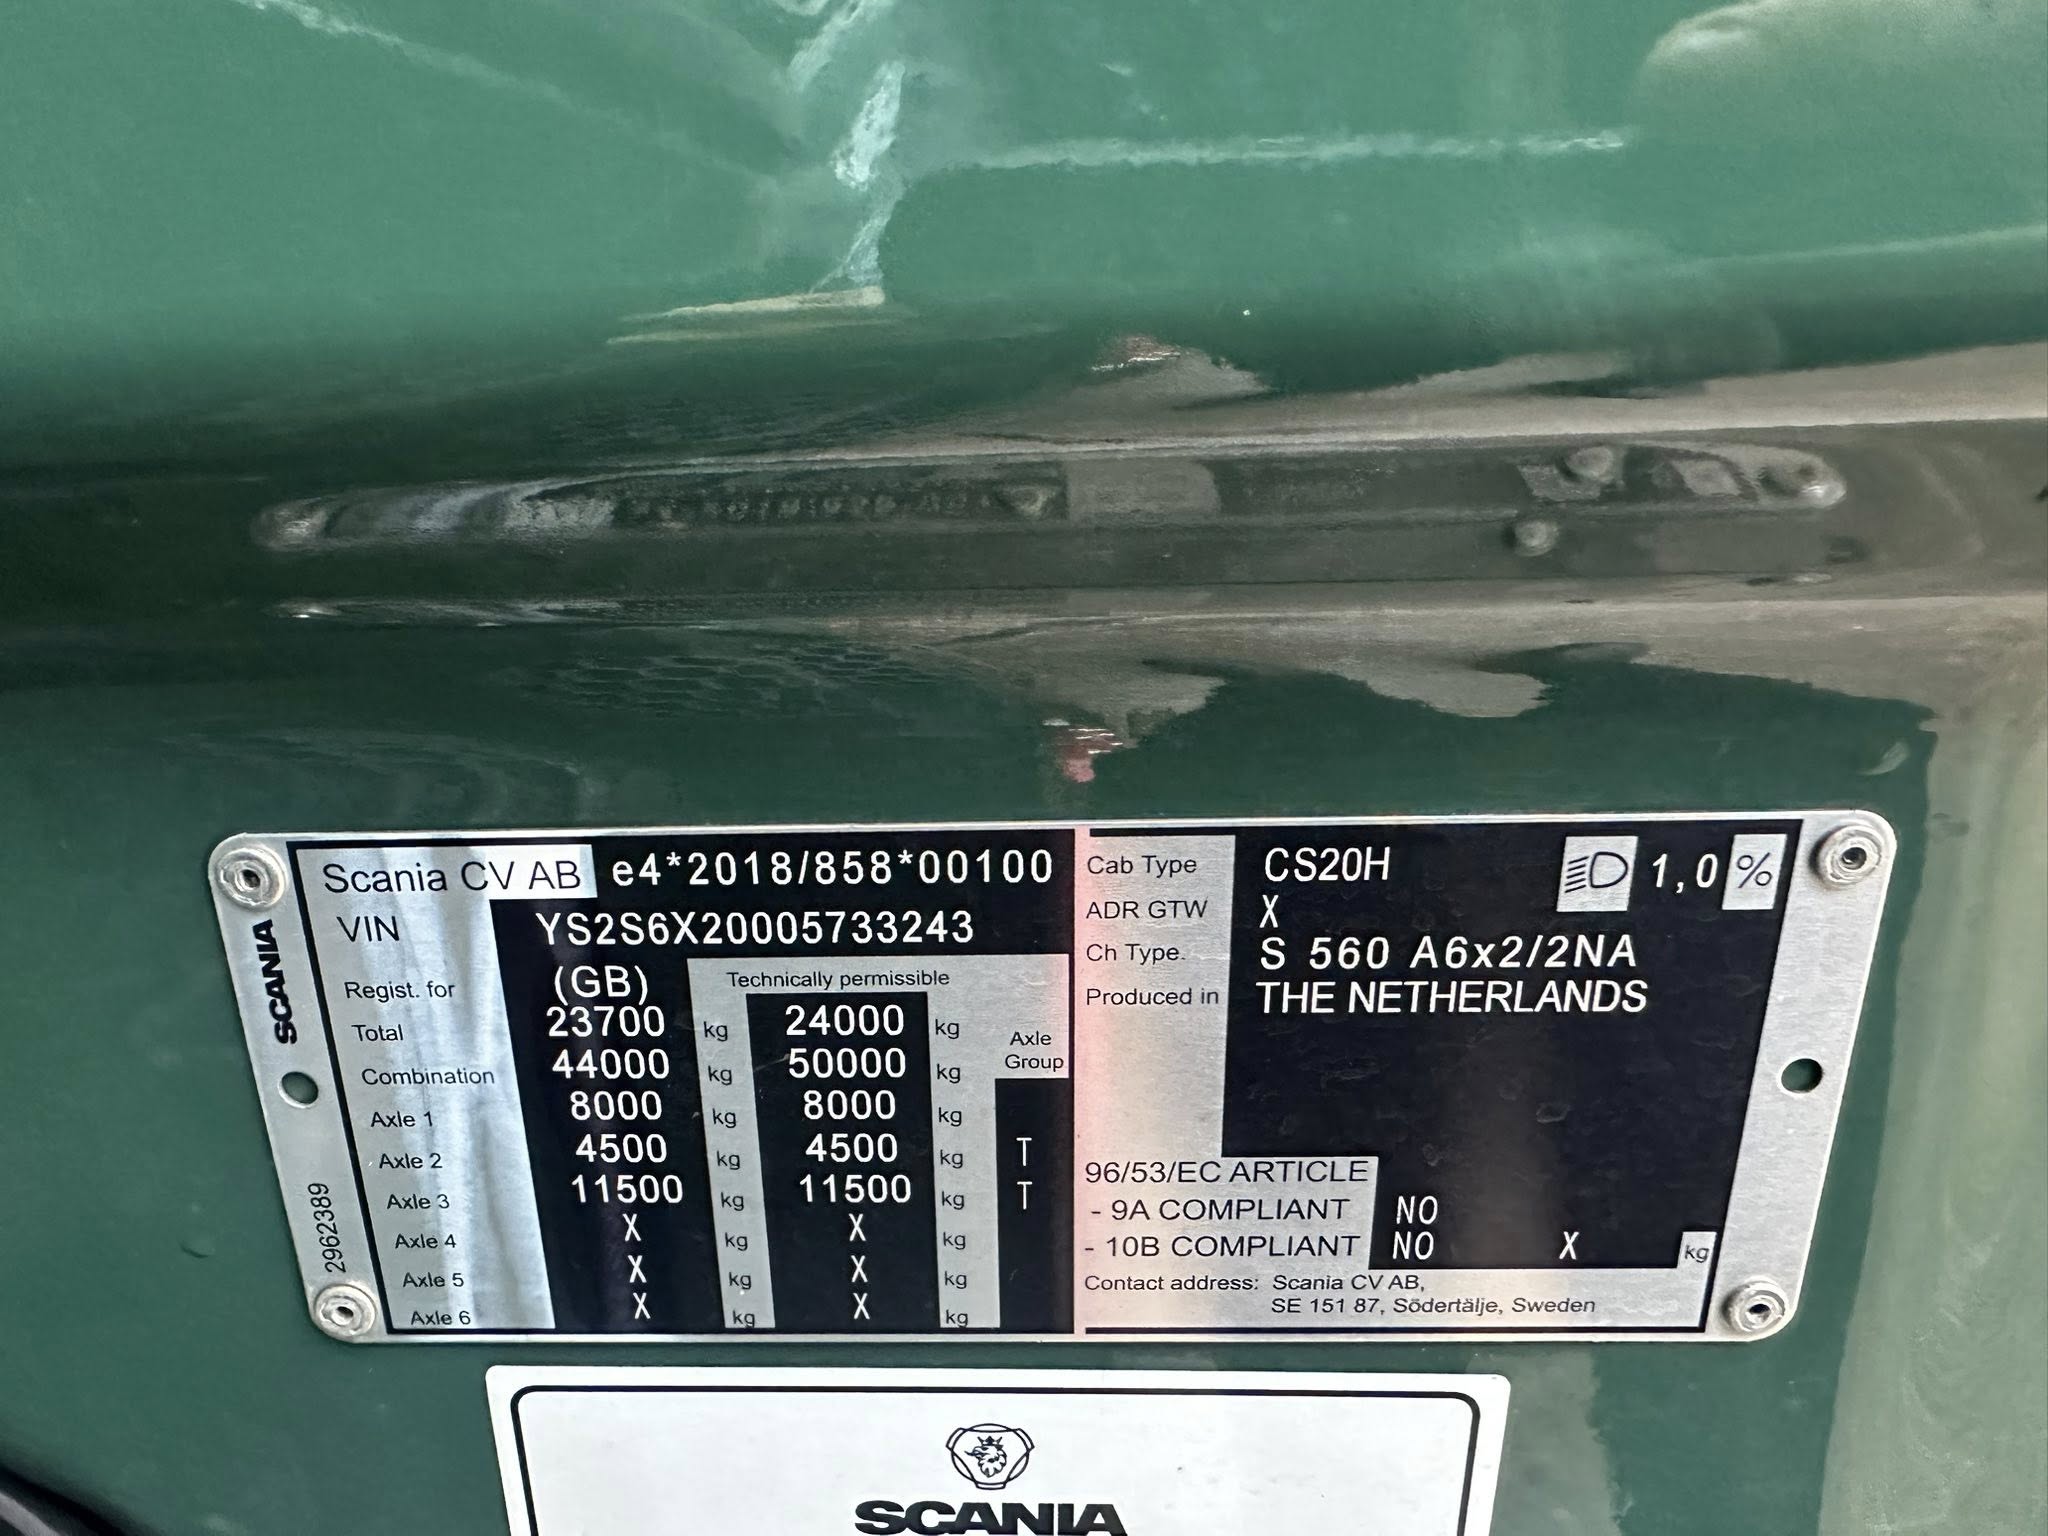 Scania CV AB e4*2018/858*00100
VIN YS2S6X20005733243
Regist. for (GB) Technically permissible
Total 23700 kg 24000 kg
Axle Group
Combination 44000 kg 50000 kg
Axle 1 8000 kg 8000 kg
Axle 2 4500 kg 4500 kg T
Axle 3 11500 kg 11500 kg T
Axle 4 X kg X kg
Axle 5 X kg X kg
Axle 6 X kg X kg
SCANIA
2962389
Cab Type CS20H 1,0 %
ADR GTW X
Ch Type. S 560 A6x2/2NA
Produced in THE NETHERLANDS
96/53/EC ARTICLE
- 9A COMPLIANT NO
- 10B COMPLIANT NO X kg
Contact address: Scania CV AB,
SE 151 87, Södertälje, Sweden
SCANIA